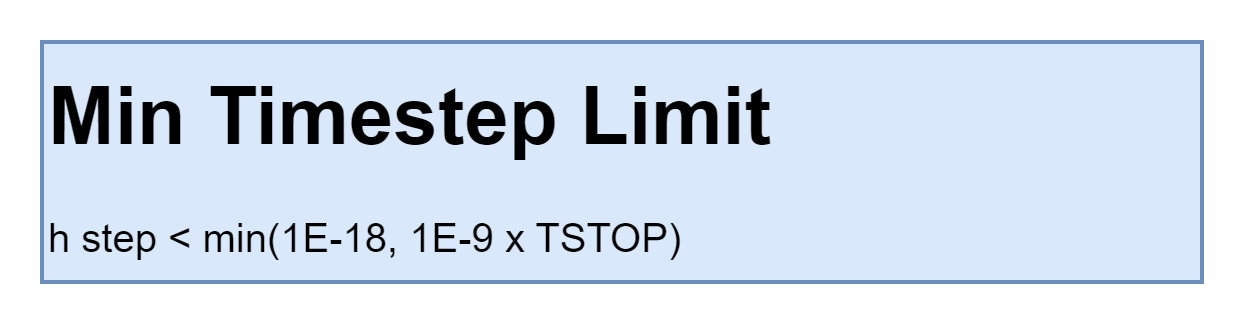 Min Timestep Limit
h step < min(1E-18, 1E-9 x TSTOP)